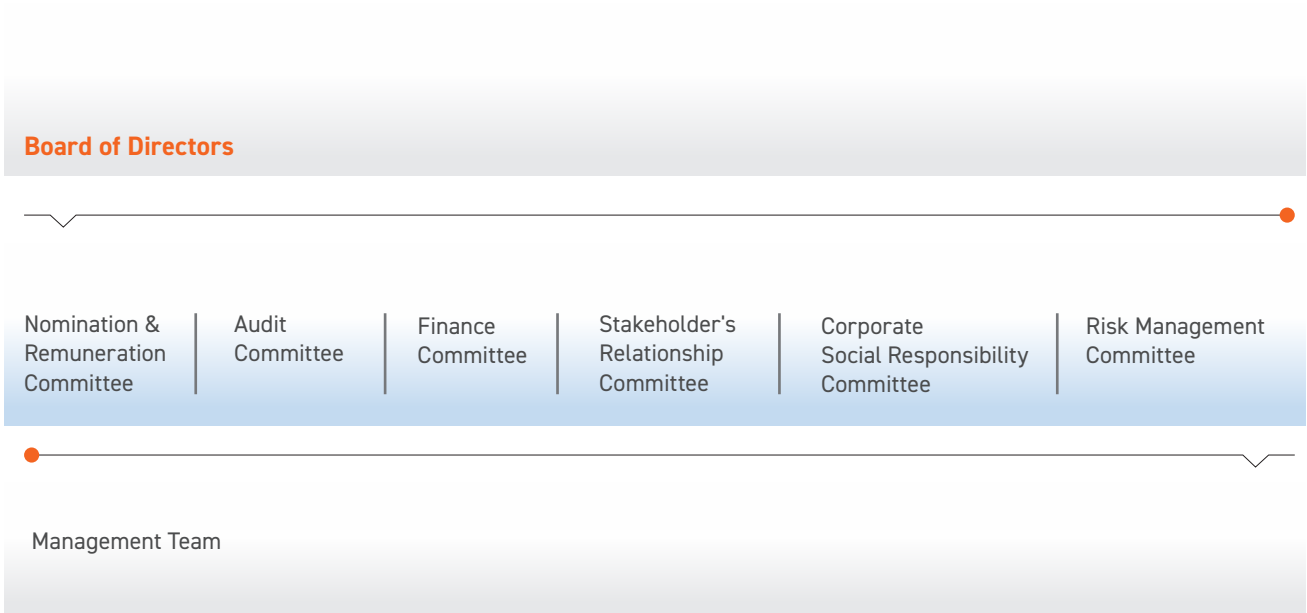 Board of Directors
Nomination &
Remuneration
Committee
Audit
Committee
Finance
Committee
Stakeholder's
Relationship
Committee
Corporate
Social Responsibility
Committee
Risk Management
Committee
Management Team